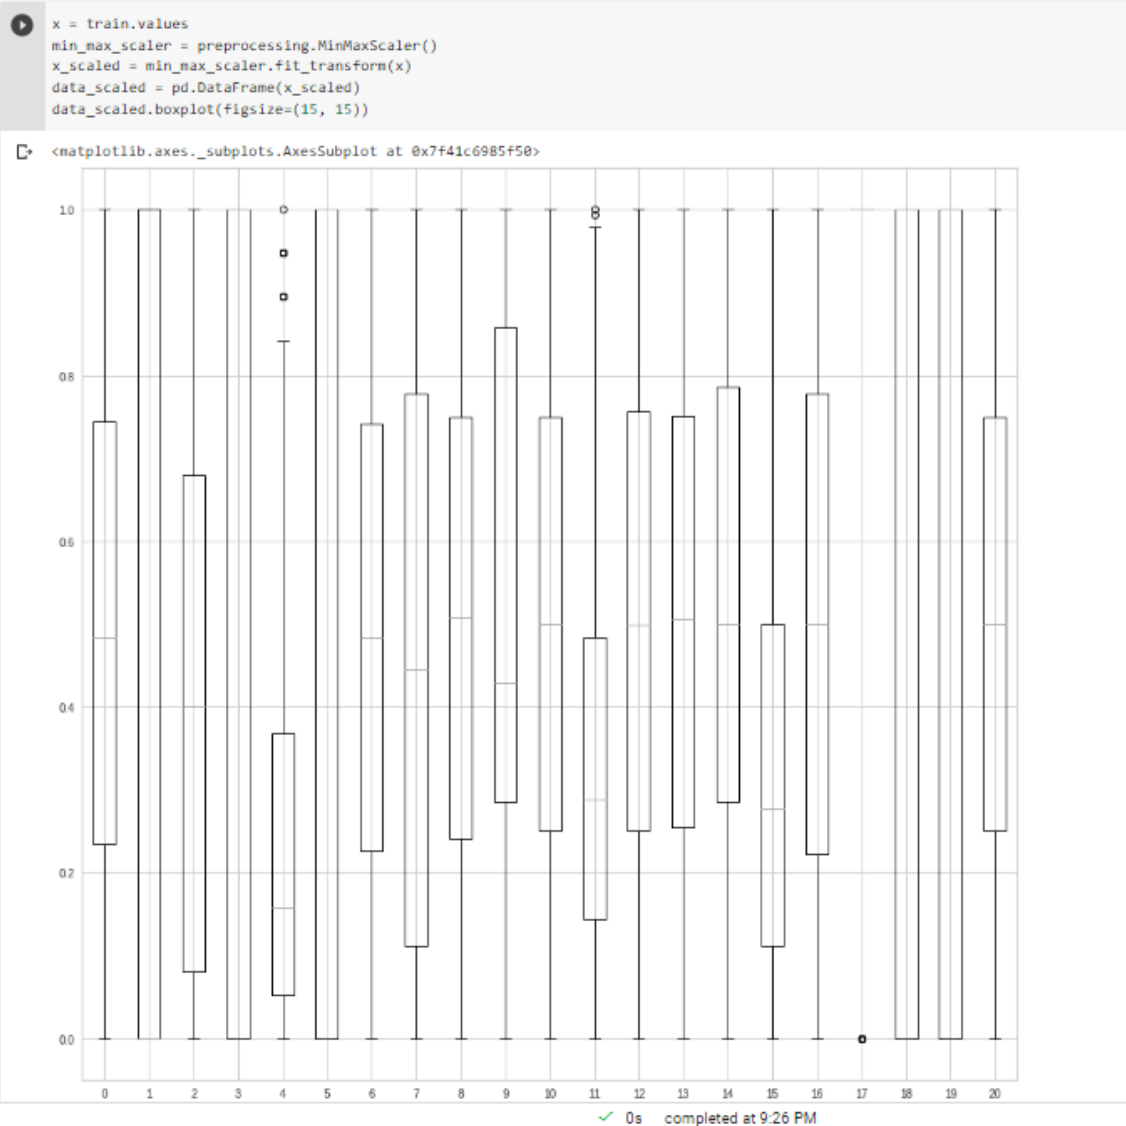 x = train.values
min_max_scaler = preprocessing.MinMaxScaler()
x_scaled = min_max_scaler.fit_transform(x)
data_scaled = pd.DataFrame(x_scaled)
data_scaled.boxplot(figsize=(15, 15))
<matplotlib.axes._subplots.AxesSubplot at 0x7f41c6985f50>
1.0
0.8
0.6
0.4
0.2
0.0
0 1 2 3 4 5 6 7 8 9 10 11 12 13 14 15 16 17 18 19 20
0s completed at 9:26 PM